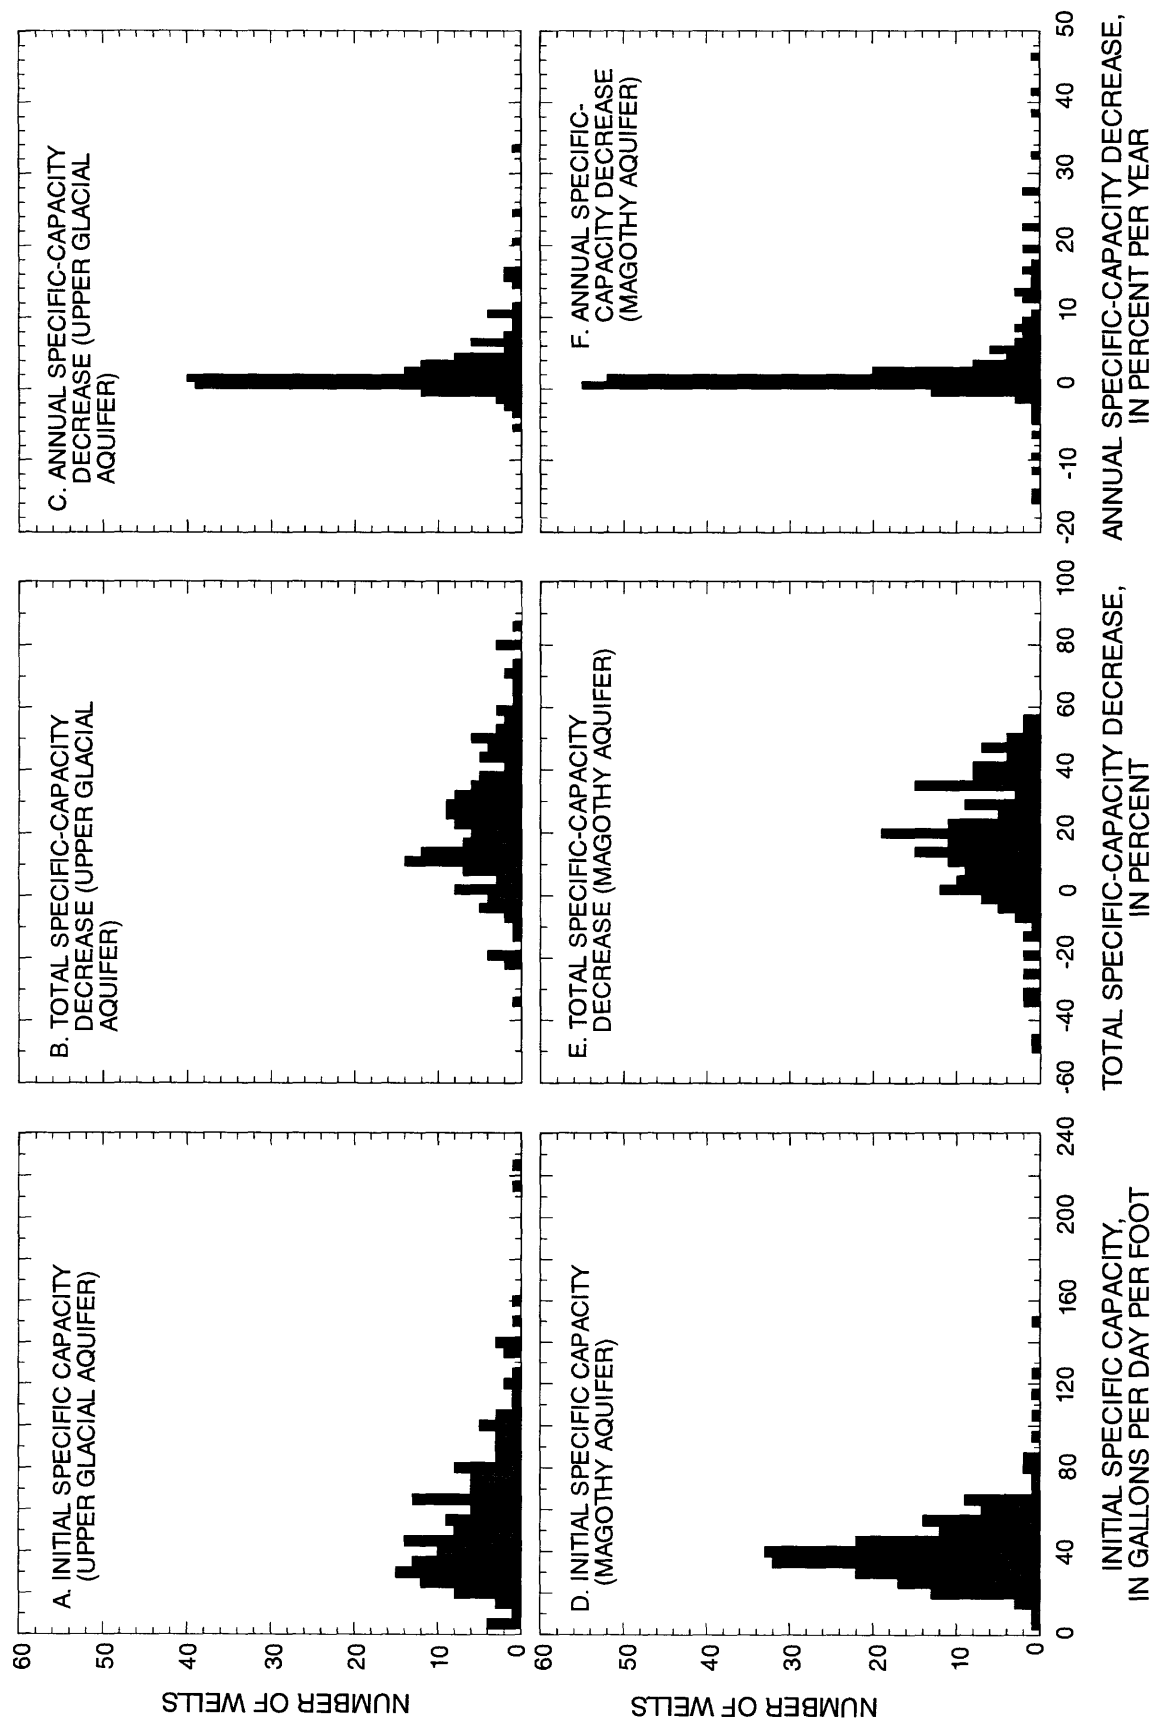 A. INITIAL SPECIFIC CAPACITY
(UPPER GLACIAL AQUIFER)
B. TOTAL SPECIFIC-CAPACITY
DECREASE (UPPER GLACIAL
AQUIFER)
C. ANNUAL SPECIFIC-CAPACITY
DECREASE (UPPER GLACIAL
AQUIFER)
60
50
40
30
20
10
0
NUMBER OF WELLS
D. INITIAL SPECIFIC CAPACITY
(MAGOTHY AQUIFER)
E. TOTAL SPECIFIC-CAPACITY
DECREASE (MAGOTHY AQUIFER)
F. ANNUAL SPECIFIC-
CAPACITY DECREASE
(MAGOTHY AQUIFER)
60
50
40
30
20
10
0
NUMBER OF WELLS
0 40 80 120 160 200 240
-60 -40 -20 0 20 40 60 80 100
-20 -10 0 10 20 30 40 50
INITIAL SPECIFIC CAPACITY,
IN GALLONS PER DAY PER FOOT
TOTAL SPECIFIC-CAPACITY DECREASE,
IN PERCENT
ANNUAL SPECIFIC-CAPACITY DECREASE,
IN PERCENT PER YEAR